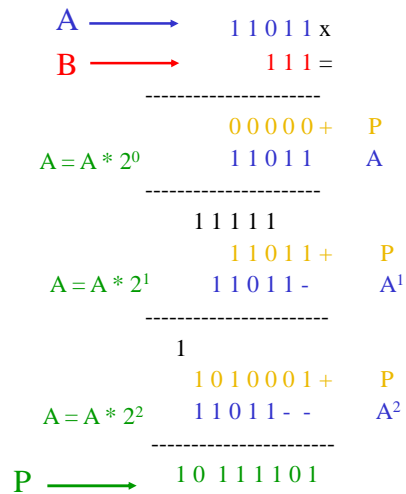 A 1 1 0 1 1 x
B 1 1 1 =
----------------------
0 0 0 0 0 + P
A = A * 2⁰ 1 1 0 1 1 A
----------------------
1 1 1 1 1
1 1 0 1 1 + P
A = A * 2¹ 1 1 0 1 1 - A¹
-----------------------
1
1 0 1 0 0 0 1 + P
A = A * 2² 1 1 0 1 1 - - A²
----------------------
P 1 0 1 1 1 1 0 1